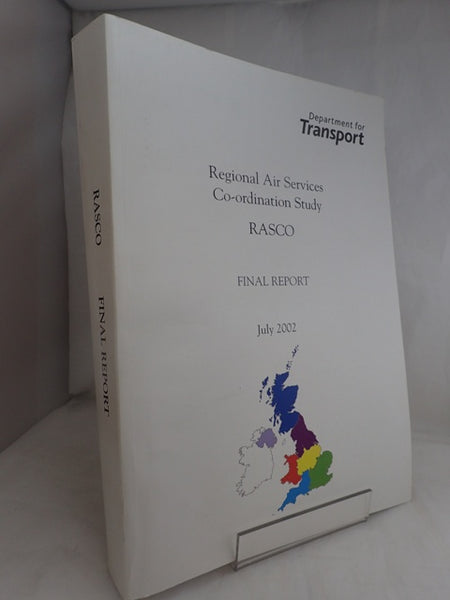 Department for
Transport
Regional Air Services
Co-ordination Study
RASCO
FINAL REPORT
July 2002
RASCO FINAL REPORT